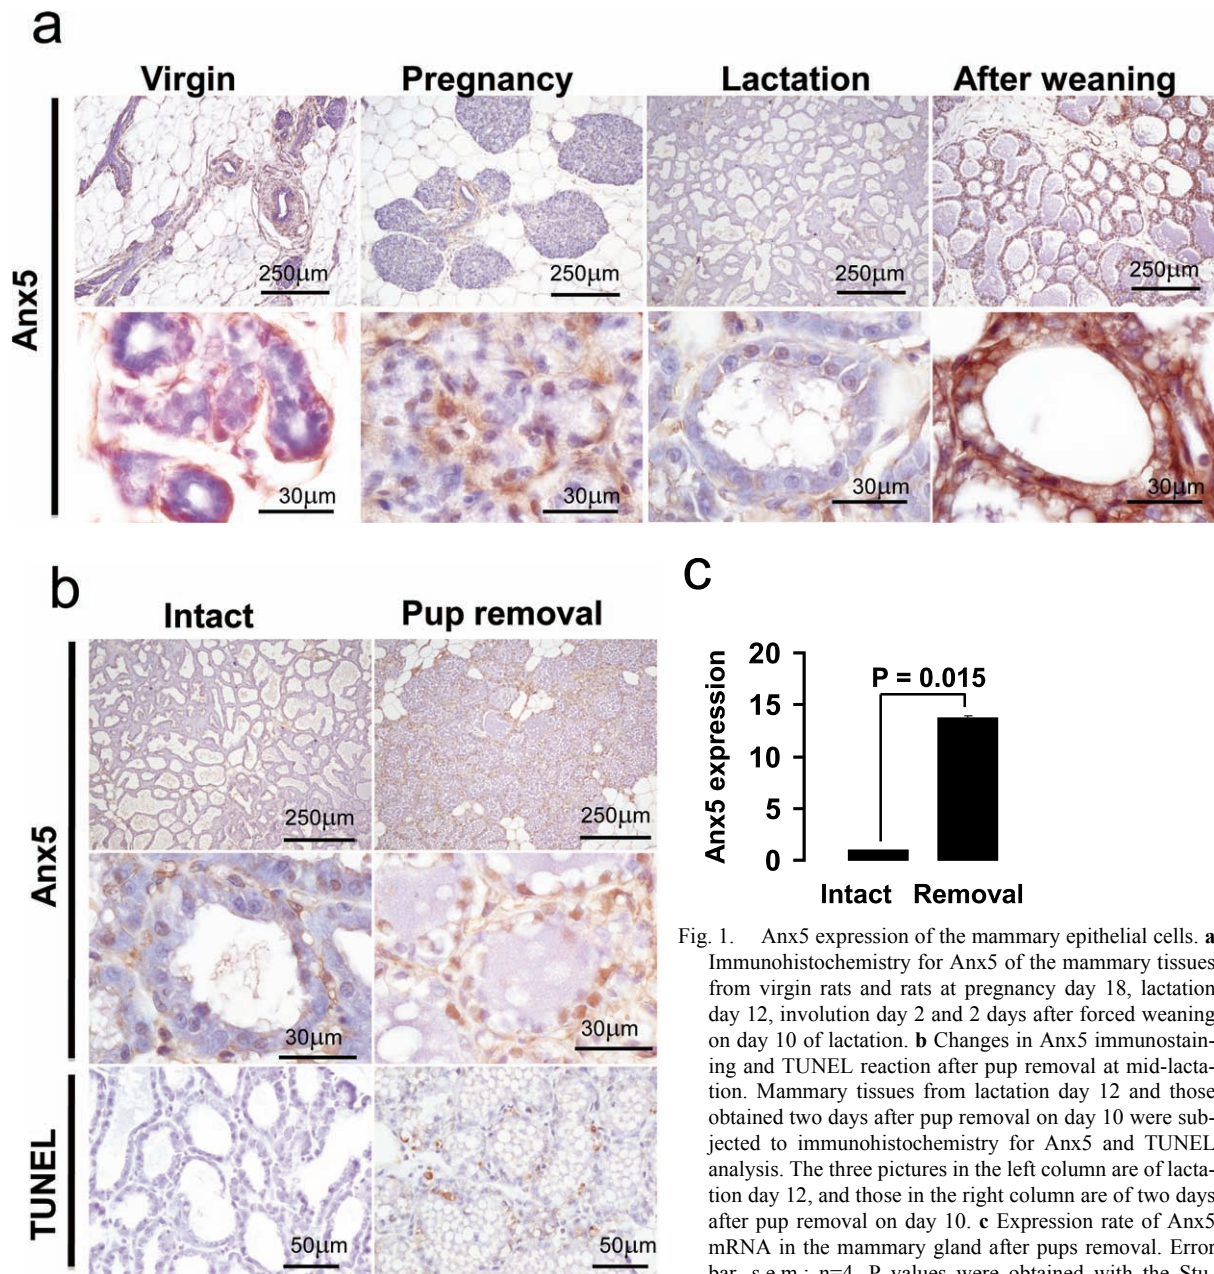 a
Virgin Pregnancy Lactation After weaning
Anx5
250μm 250μm 250μm 250μm
30μm 30μm 30μm 30μm
b
Intact Pup removal
Anx5
250μm 250μm
30μm 30μm
TUNEL
50μm 50μm
c
Anx5 expression
20
P = 0.015
15
10
5
0
Intact Removal
Fig. 1. Anx5 expression of the mammary epithelial cells. a
Immunohistochemistry for Anx5 of the mammary tissues
from virgin rats and rats at pregnancy day 18, lactation
day 12, involution day 2 and 2 days after forced weaning
on day 10 of lactation. b Changes in Anx5 immunostain-
ing and TUNEL reaction after pup removal at mid-lacta-
tion. Mammary tissues from lactation day 12 and those
obtained two days after pup removal on day 10 were sub-
jected to immunohistochemistry for Anx5 and TUNEL
analysis. The three pictures in the left column are of lacta-
tion day 12, and those in the right column are of two days
after pup removal on day 10. c Expression rate of Anx5
mRNA in the mammary gland after pups removal. Error
bar, s.e.m.; n=4. P values were obtained with the Stu-